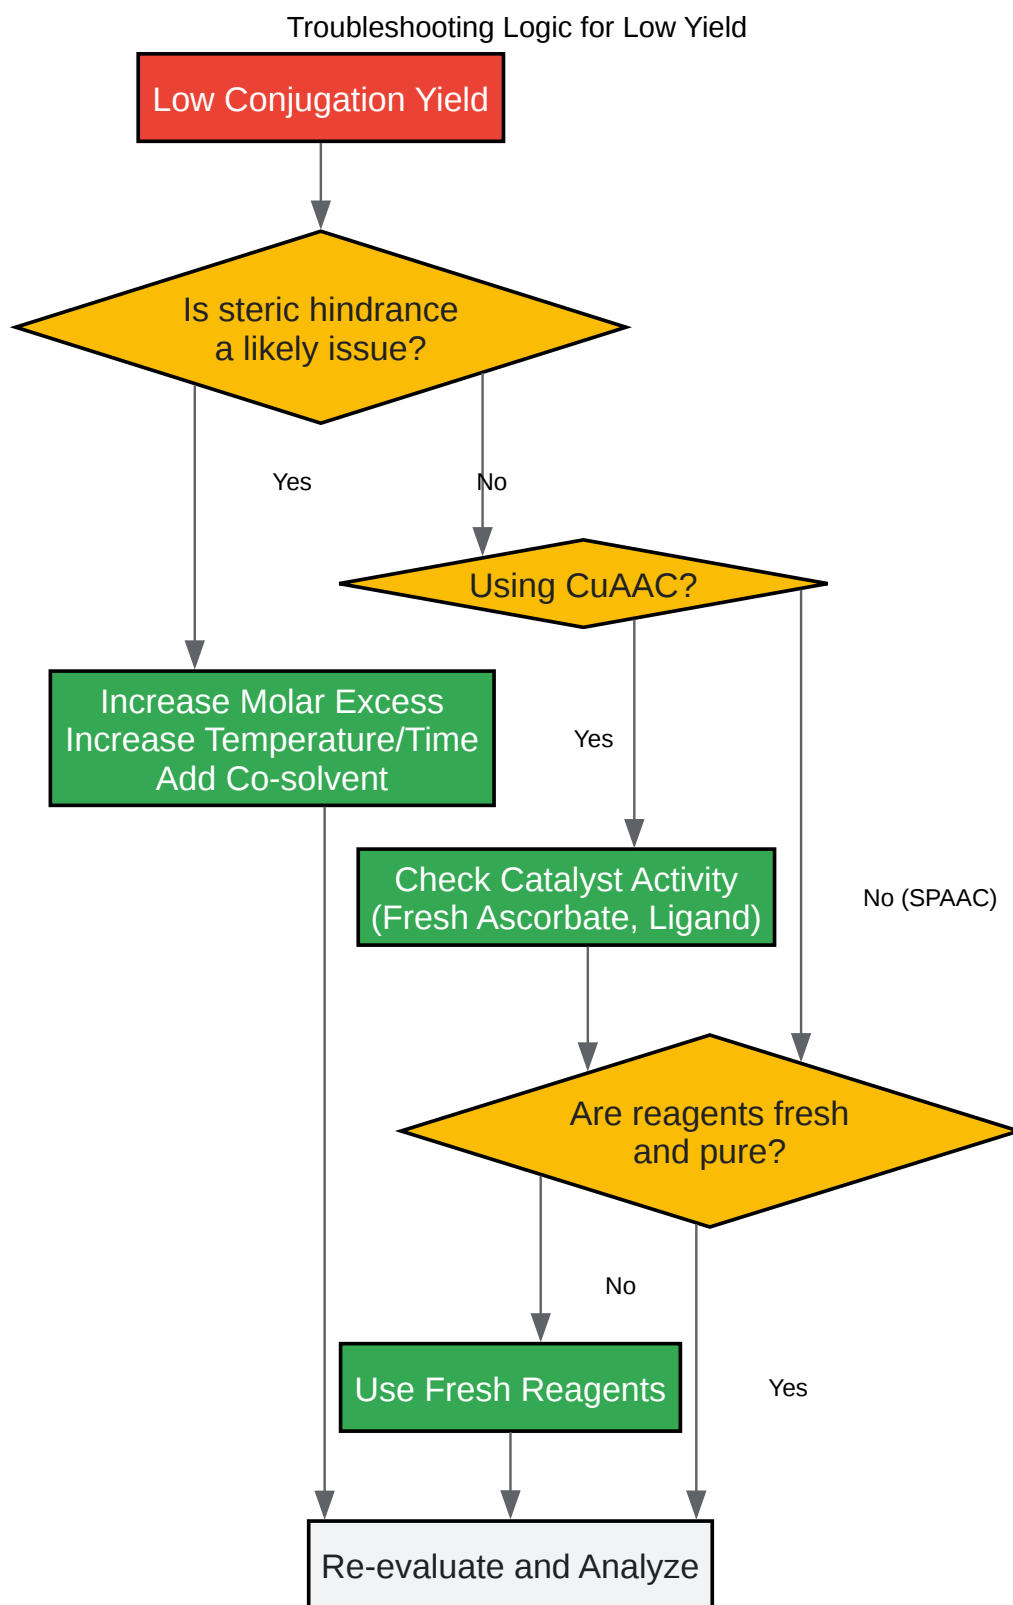 Troubleshooting Logic for Low Yield
Low Conjugation Yield
Is steric hindrance
a likely issue?
Yes
No
Using CuAAC?
Increase Molar Excess
Increase Temperature/Time
Add Co-solvent
Yes
Check Catalyst Activity
(Fresh Ascorbate, Ligand)
No (SPAAC)
Are reagents fresh
and pure?
No
Use Fresh Reagents
Yes
Re-evaluate and Analyze